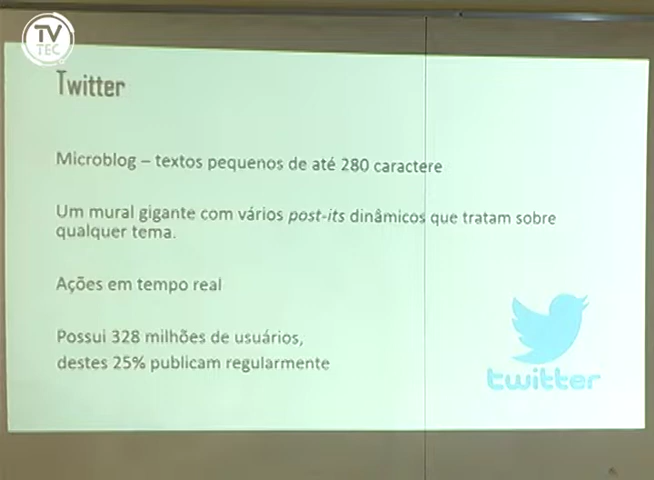 TV
TEC
Twitter
Microblog – textos pequenos de até 280 caractere
Um mural gigante com vários post-its dinâmicos que tratam sobre
qualquer tema.
Ações em tempo real
Possui 328 milhões de usuários,
destes 25% publicam regularmente
twitter